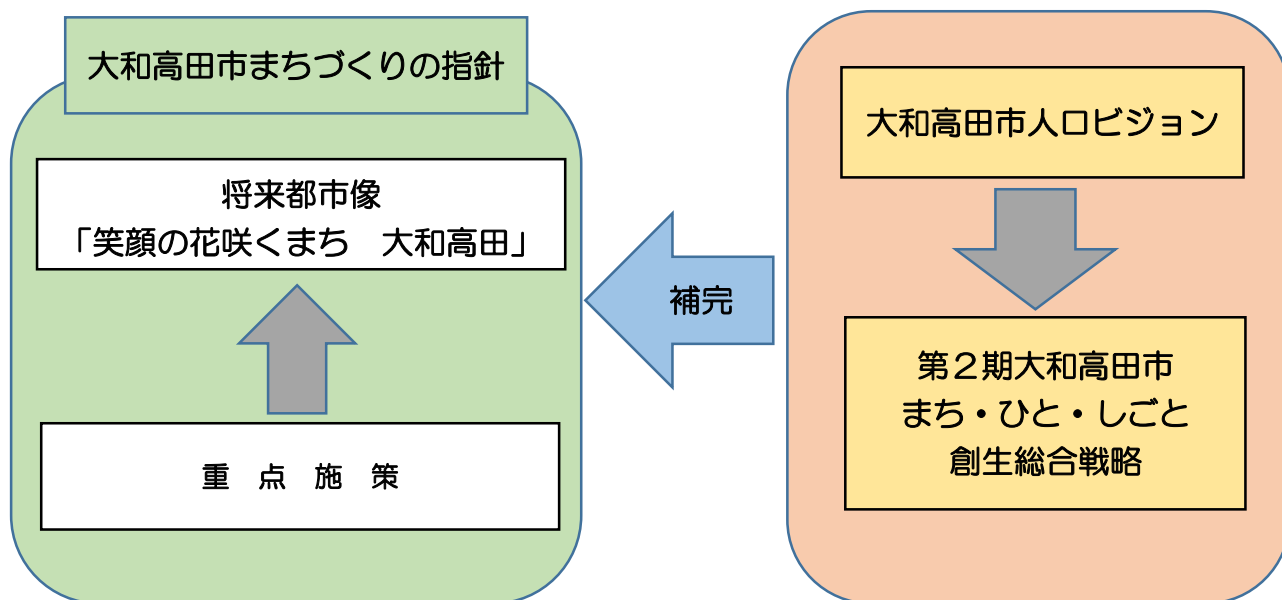 大和高田市まちづくりの指針
将来都市像
「笑顔の花咲くまち　大和高田」
重　点　施　策
補完
大和高田市人口ビジョン
第２期大和高田市
まち・ひと・しごと
創生総合戦略